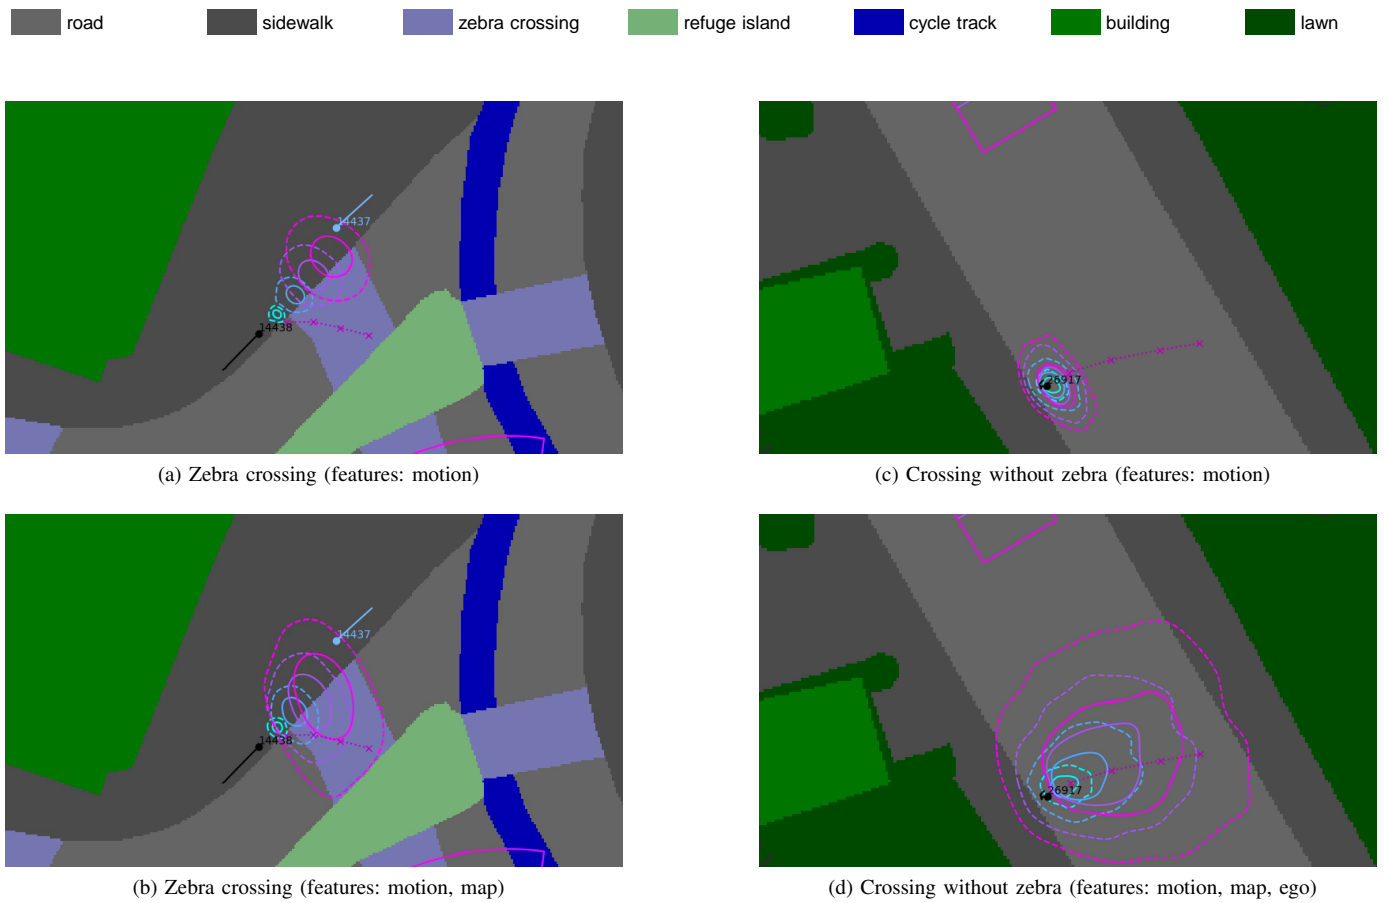 road sidewalk zebra crossing refuge island cycle track building lawn
14437
14438
(a) Zebra crossing (features: motion)
26917
(c) Crossing without zebra (features: motion)
14437
14438
(b) Zebra crossing (features: motion, map)
26917
(d) Crossing without zebra (features: motion, map, ego)